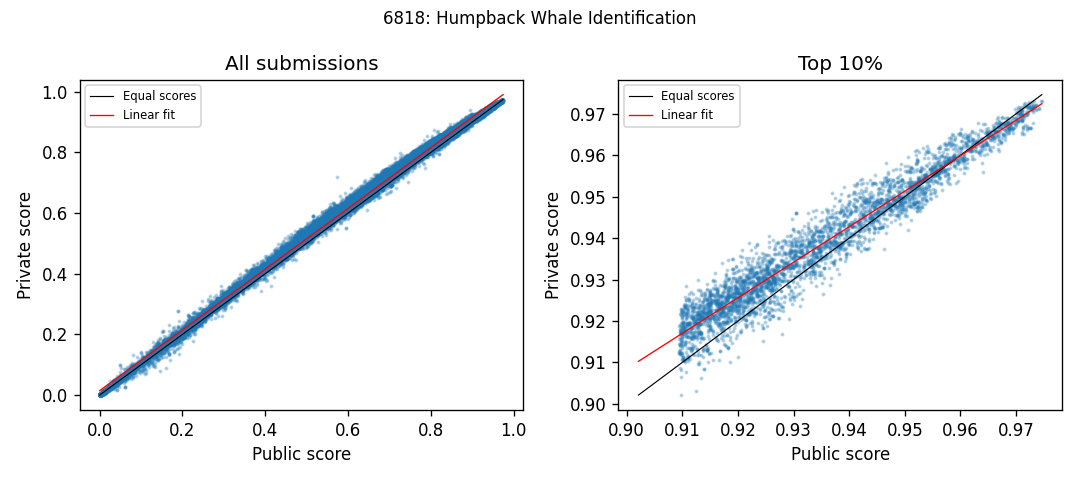 6818: Humpback Whale Identification
All submissions
Equal scores
Linear fit
Private score
1.0
0.8
0.6
0.4
0.2
0.0
0.0 0.2 0.4 0.6 0.8 1.0
Public score
Top 10%
Equal scores
Linear fit
Private score
0.97
0.96
0.95
0.94
0.93
0.92
0.91
0.90
0.90 0.91 0.92 0.93 0.94 0.95 0.96 0.97
Public score